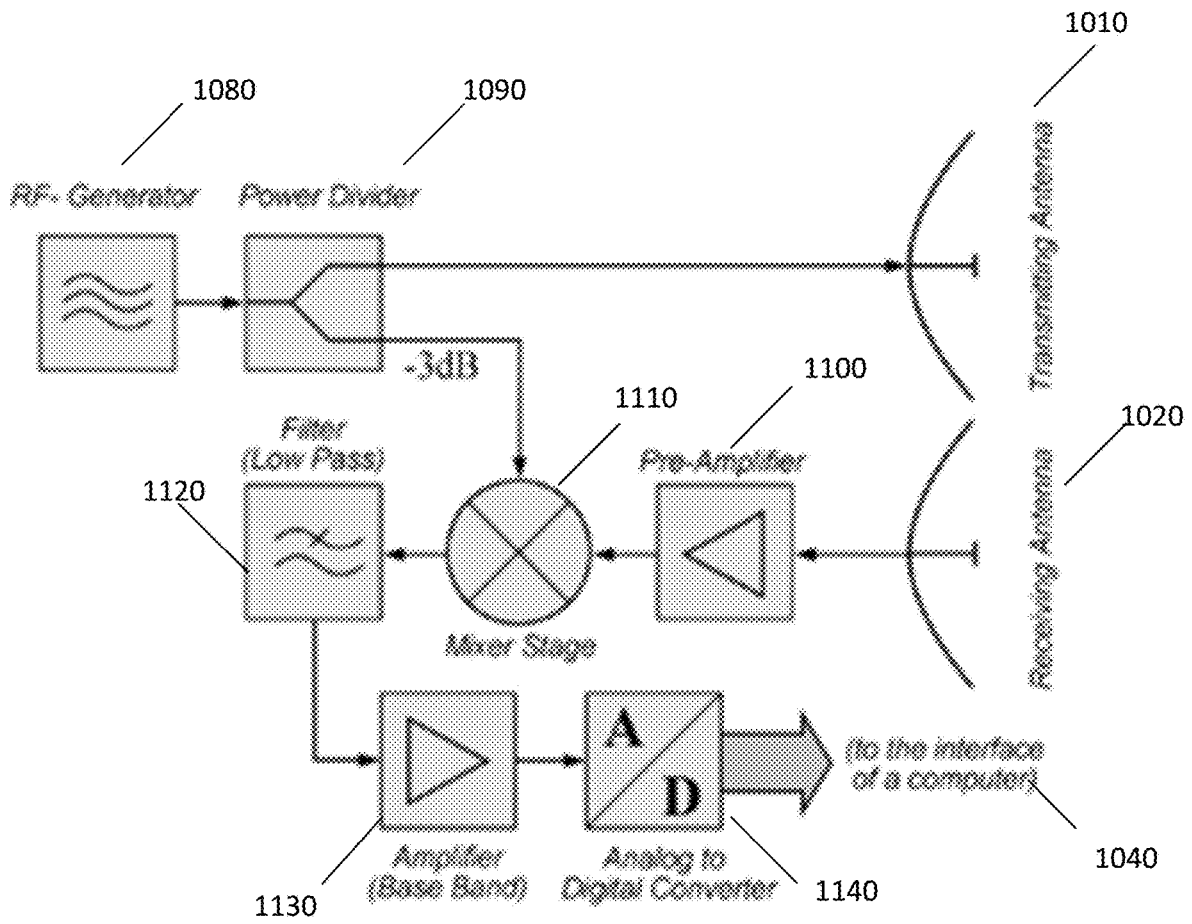 1010
1080
1090
RF- Generator
Power Divider
Transmitting Antenna
-3dB
1100
1110
1020
Filter
(Low Pass)
Pre-Amplifier
1120
Receiving Antenna
Mixer Stage
A
D
(to the interface
of a computer)
1040
Amplifier
(Base Band)
Analog to
Digital Converter
1130
1140